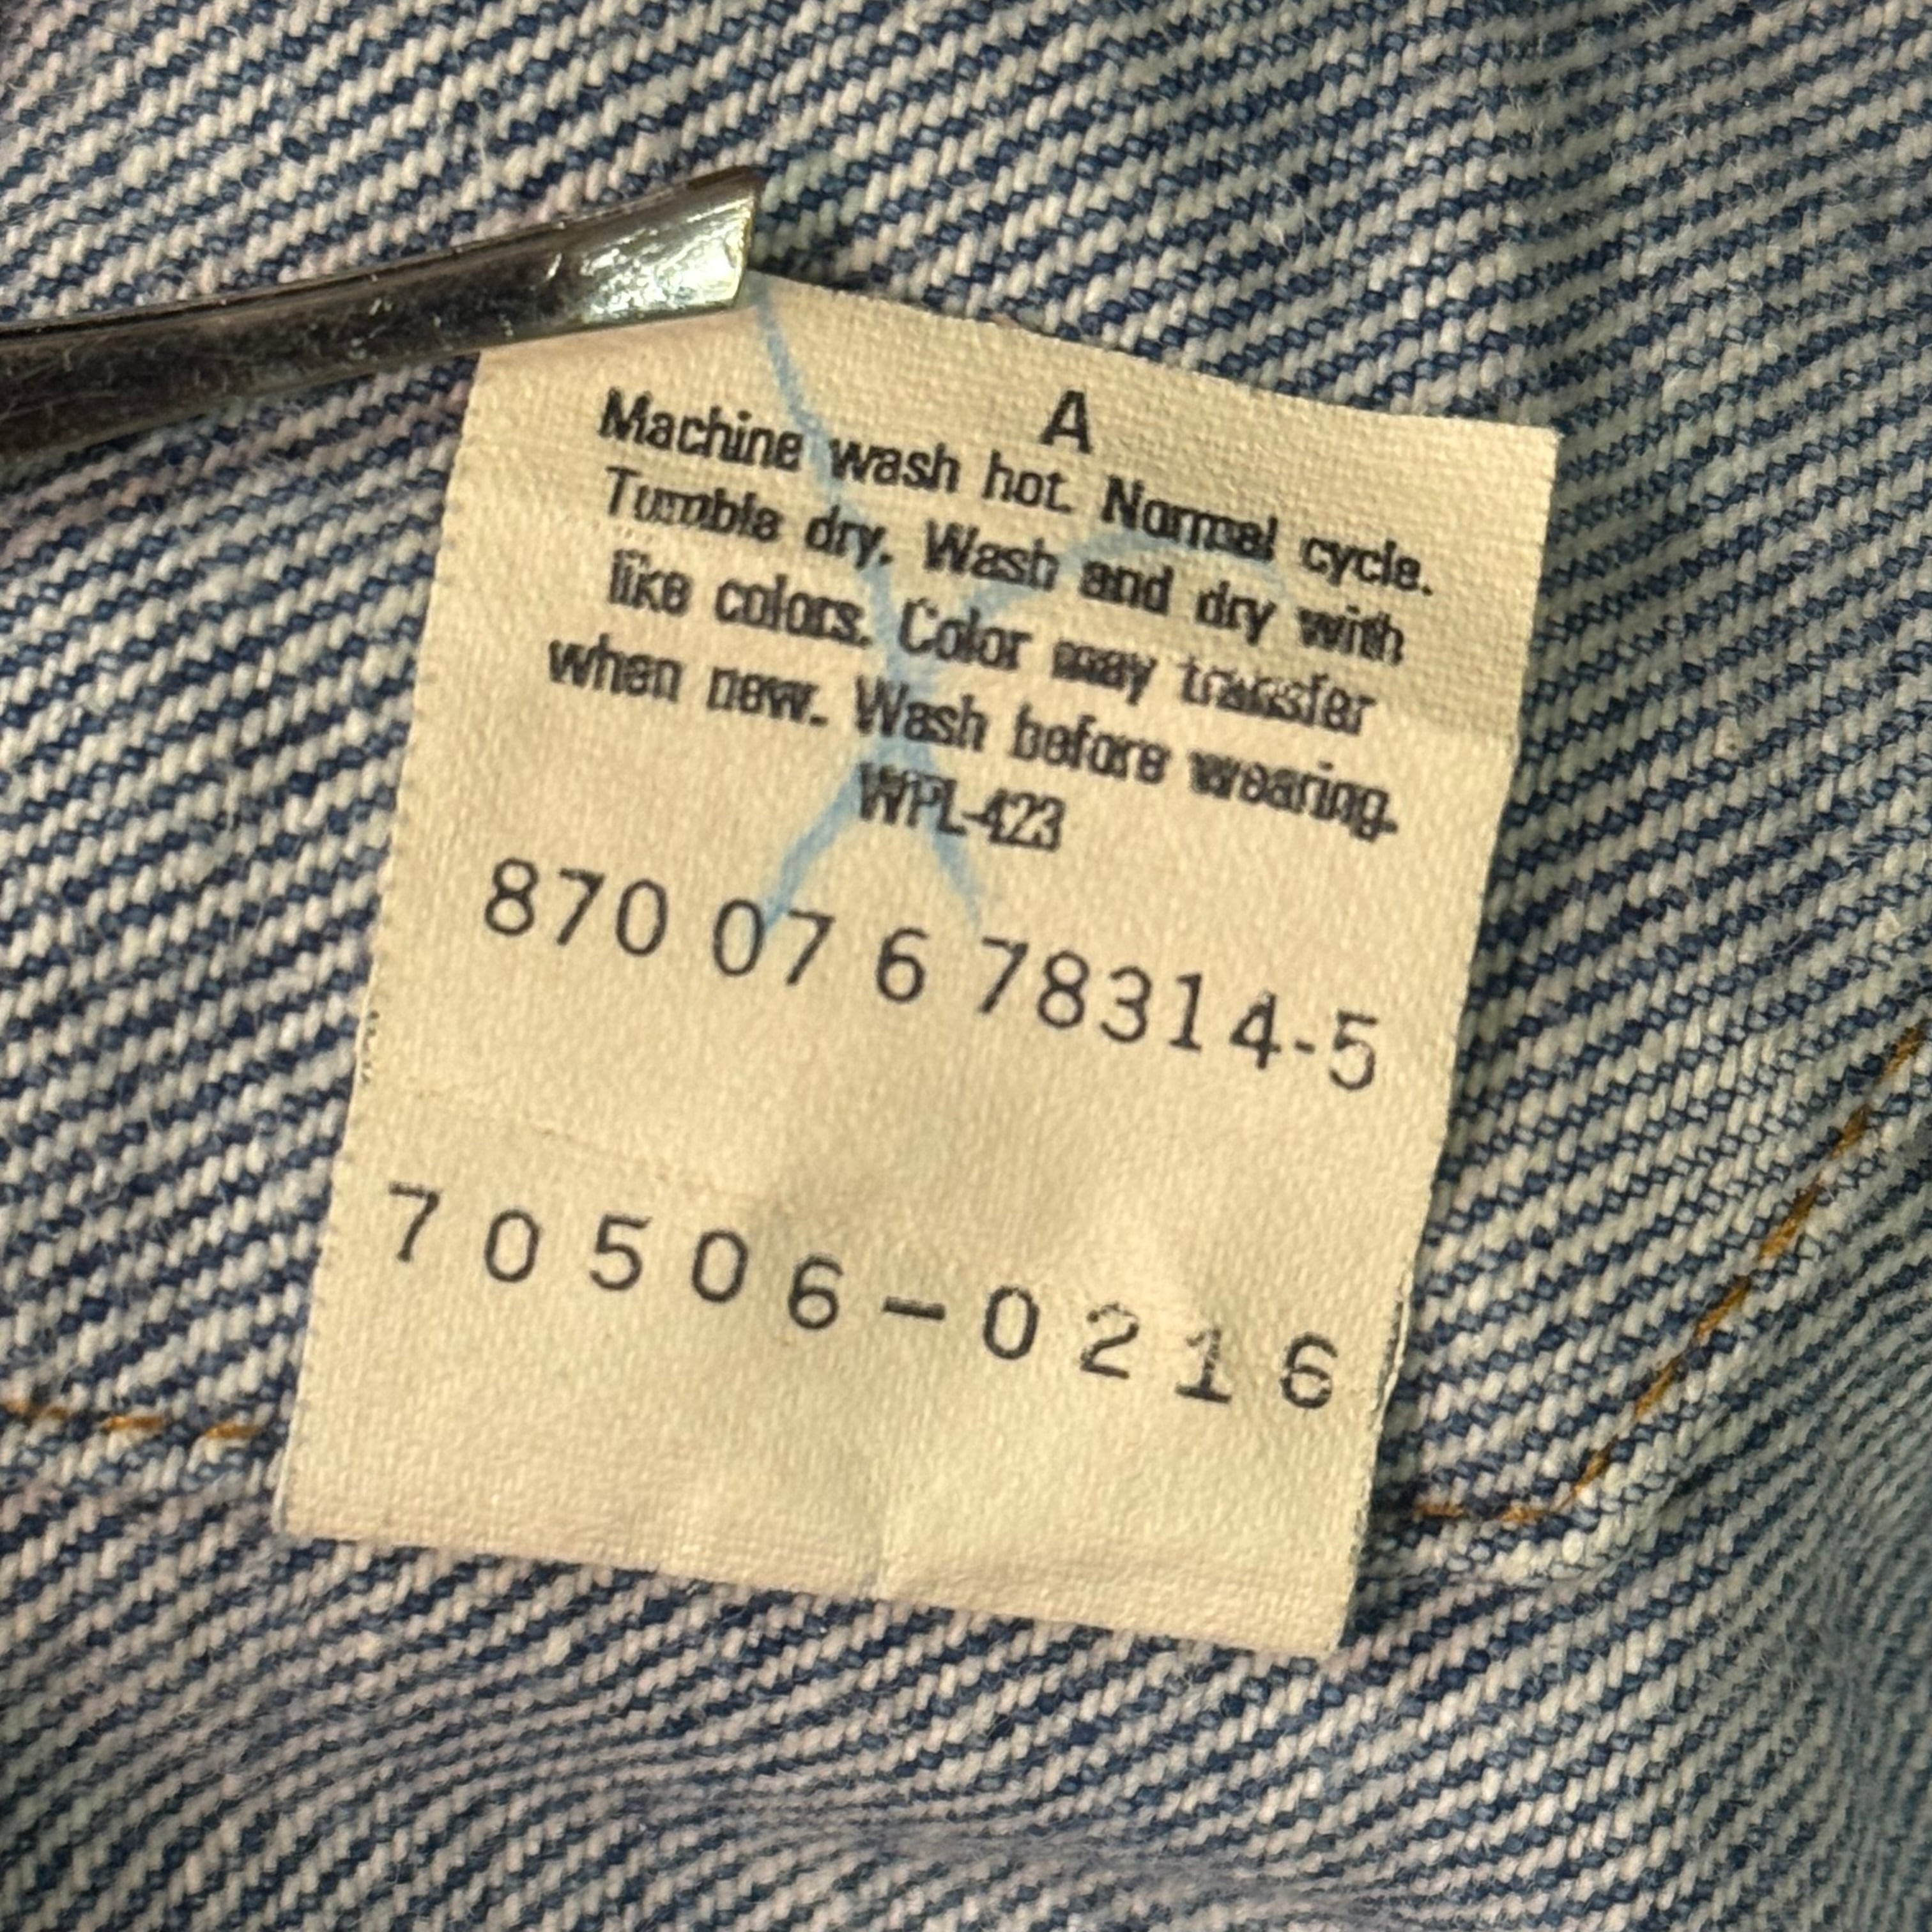 A
Machine wash hot. Normal cycle.
Tumble dry. Wash and dry with
like colors. Color may transfer
when new. Wash before wearing.
WPL-423
870 07 6 78314-5
70506-0216